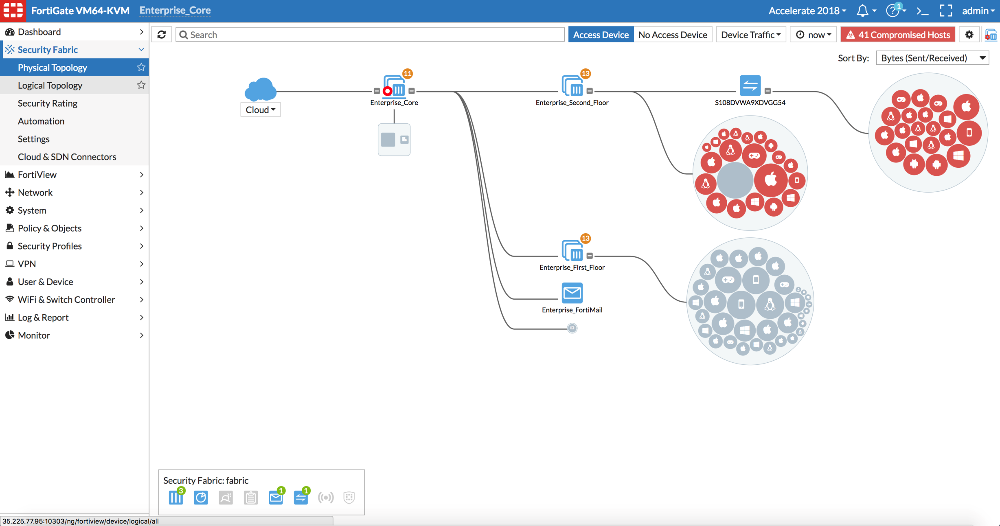 FortiGate VM64-KVM Enterprise_Core Accelerate 2018 1 admin
Dashboard
Security Fabric
Physical Topology
Logical Topology
Security Rating
Automation
Settings
Cloud & SDN Connectors
FortiView
Network
System
Policy & Objects
Security Profiles
VPN
User & Device
WiFi & Switch Controller
Log & Report
Monitor
Search Access Device No Access Device Device Traffic now 41 Compromised Hosts
Sort By: Bytes (Sent/Received)
11
13
Cloud
Enterprise_Core
Enterprise_Second_Floor
S108DVWA9XDVGG54
13
Enterprise_First_Floor
Enterprise_FortiMail
Security Fabric: fabric
3 1 1
35.225.77.95:10303/ng/fortiview/device/logical/all